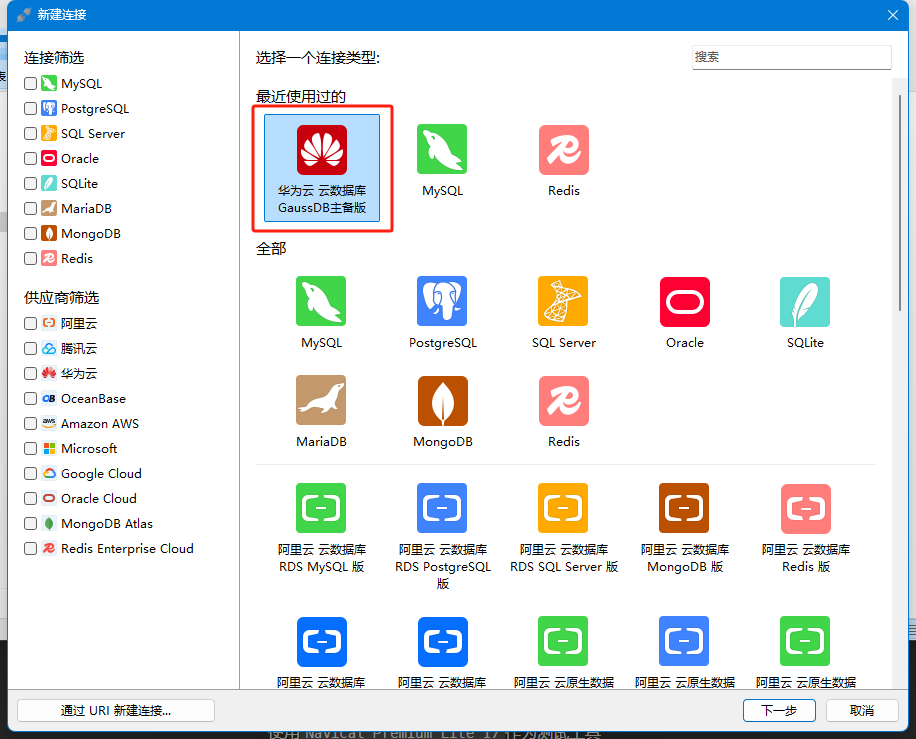 新建连接
连接筛选
MySQL
PostgreSQL
SQL Server
Oracle
SQLite
MariaDB
MongoDB
Redis
供应商筛选
阿里云
腾讯云
华为云
OceanBase
Amazon AWS
Microsoft
Google Cloud
Oracle Cloud
MongoDB Atlas
Redis Enterprise Cloud
选择一个连接类型:
搜索
最近使用过的
华为云 云数据库
GaussDB主备版
MySQL
Redis
全部
MySQL
PostgreSQL
SQL Server
Oracle
SQLite
MariaDB
MongoDB
Redis
阿里云 云数据库
RDS MySQL 版
阿里云 云数据库
RDS PostgreSQL
版
阿里云 云数据库
RDS SQL Server 版
阿里云 云数据库
MongoDB 版
阿里云 云数据库
Redis 版
阿里云 云数据库
阿里云 云数据库
阿里云 云原生数据
阿里云 云原生数据
阿里云 云原生数据
通过 URI 新建连接...
下一步
取消
使用 Navicat Premium Lite 17 作为测试工具